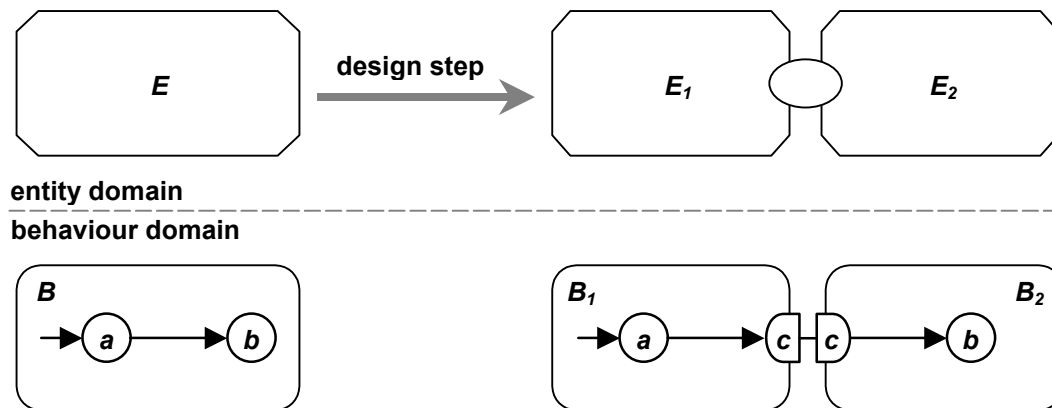 E
design step
E1
E2
entity domain
behaviour domain
B
a
b
B1
a
c
c
b
B2